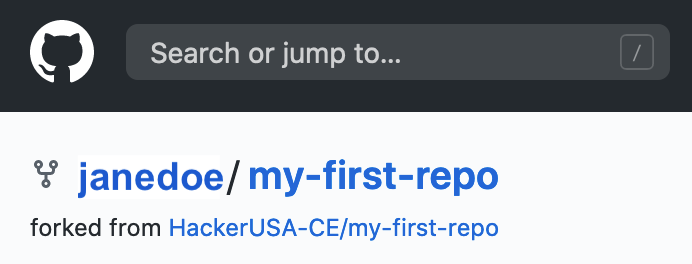 Search or jump to... /
janedoe/my-first-repo
forked from HackerUSA-CE/my-first-repo